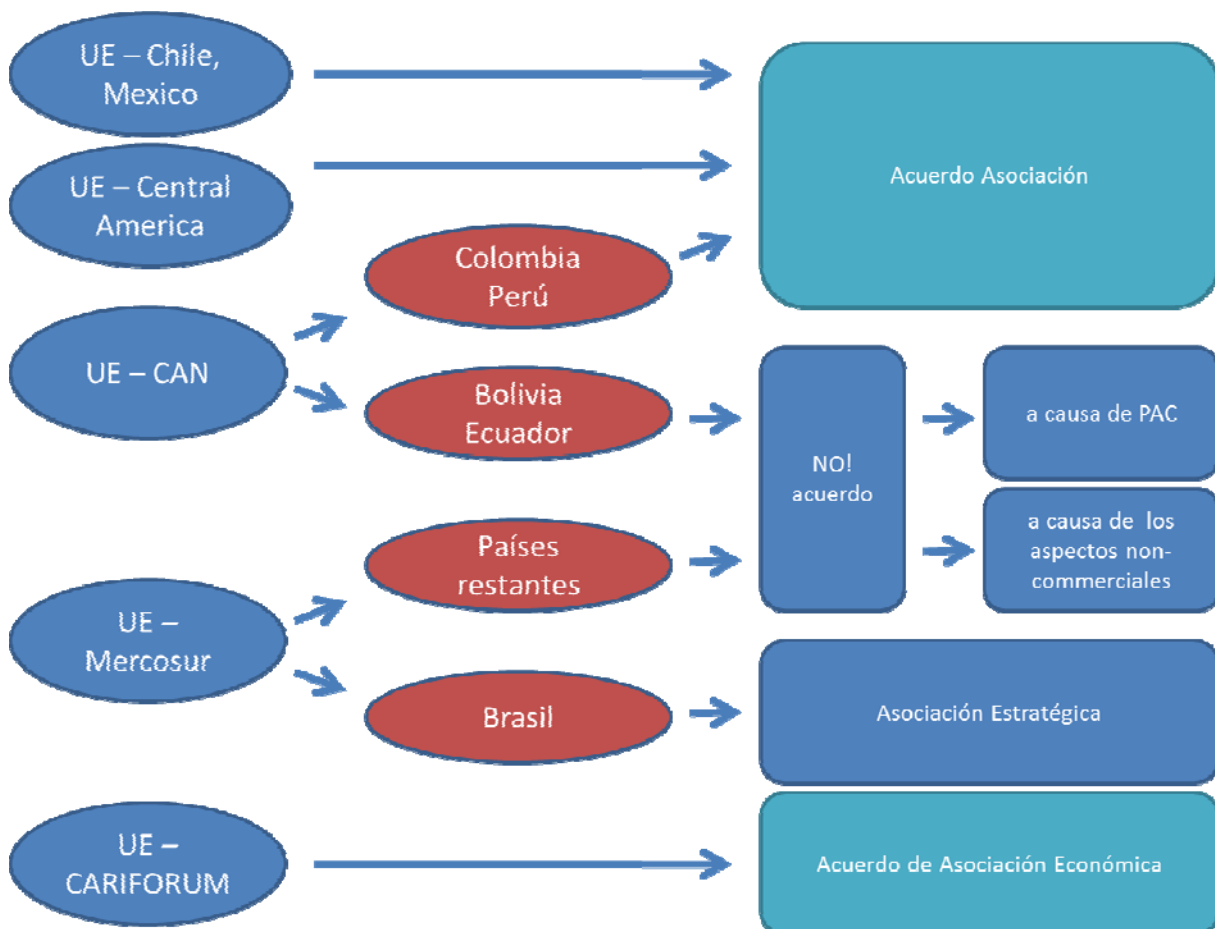 UE – Chile,
Mexico
UE – Central
America
Acuerdo Asociación
Colombia
Perú
UE – CAN
Bolivia
Ecuador
NO!
acuerdo
a causa de PAC
a causa de los
aspectos non-
commerciales
Países
restantes
UE –
Mercosur
Brasil
Asociación Estratégica
UE –
CARIFORUM
Acuerdo de Asociación Económica